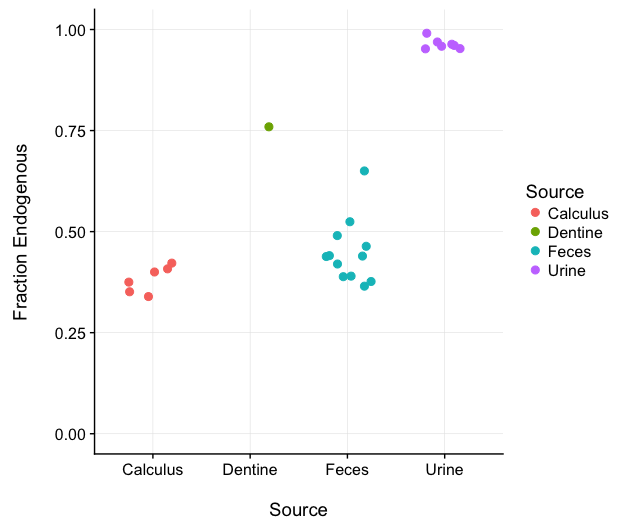 1.00
0.75
0.50
0.25
0.00
Fraction Endogenous
Calculus Dentine Feces Urine
Source
Source
Calculus
Dentine
Feces
Urine